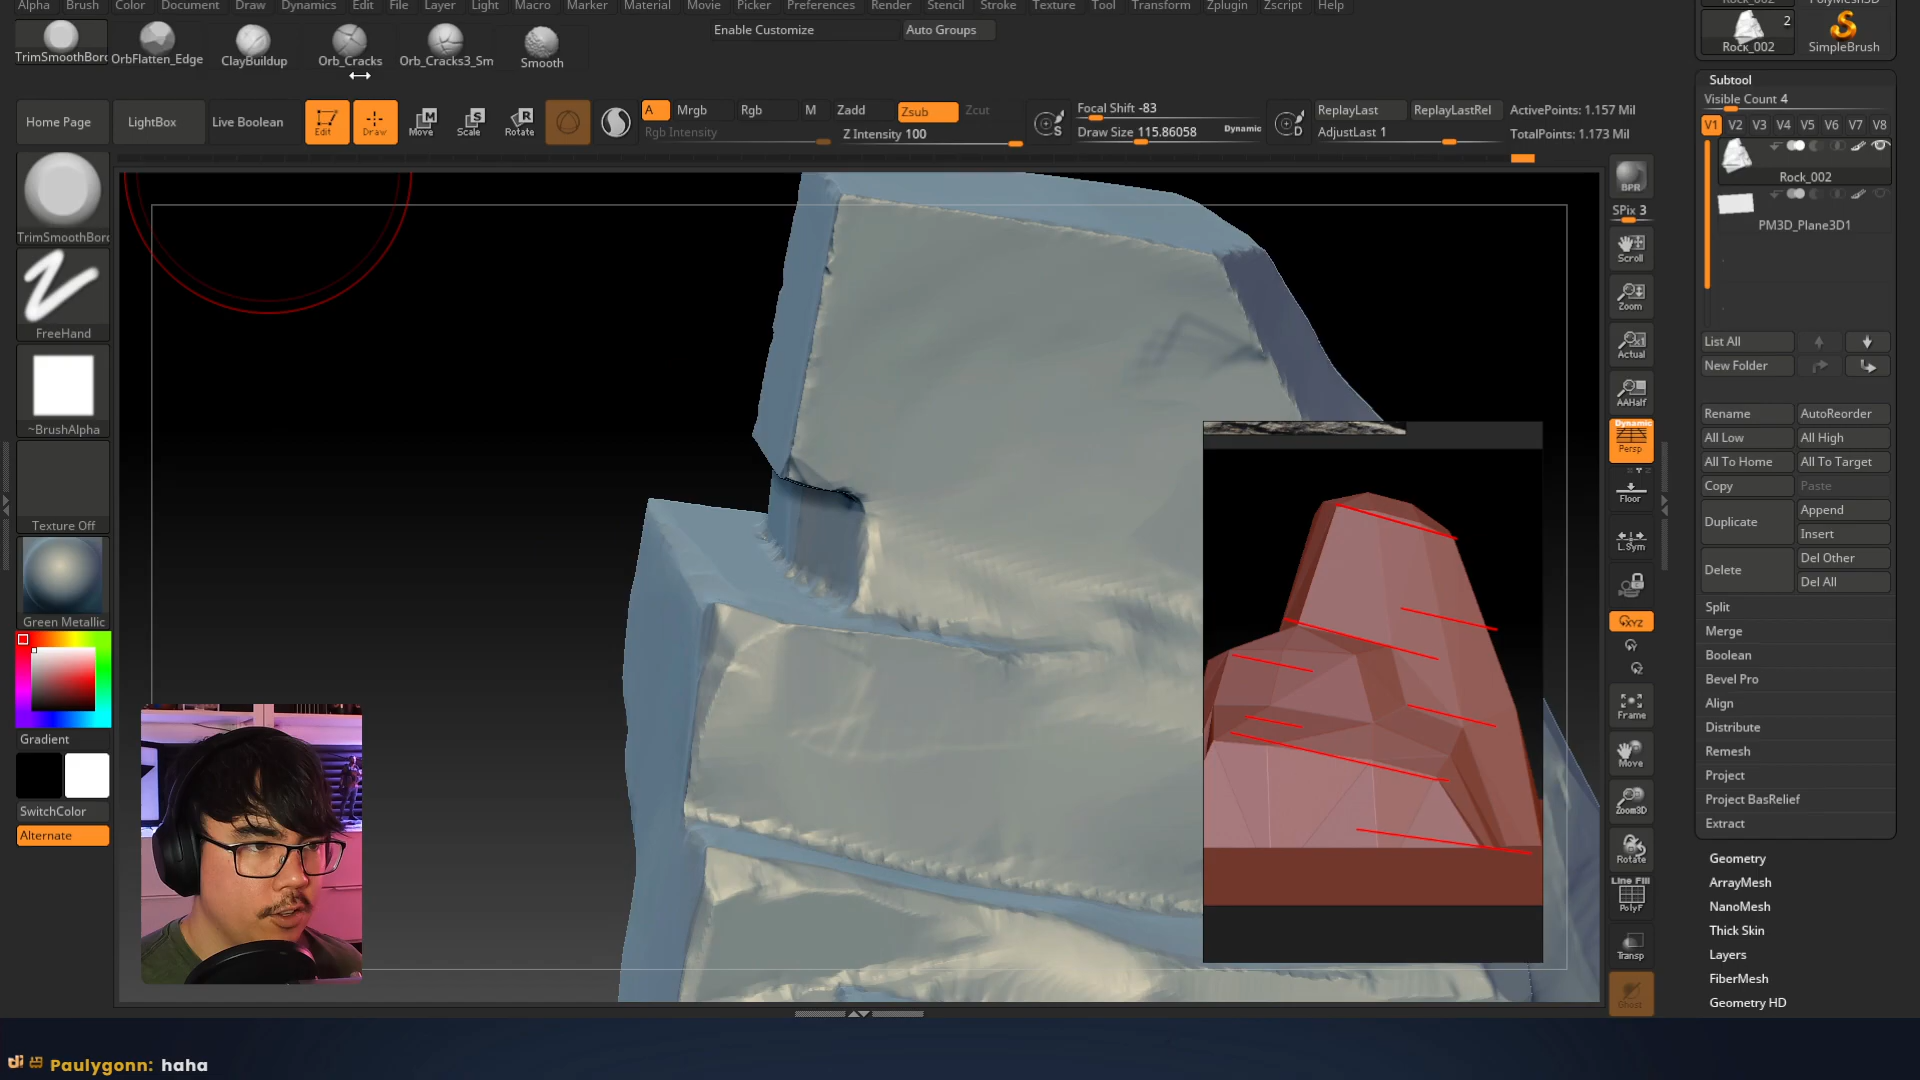 Alpha Brush Color Document Draw Dynamics Edit File Layer Light Macro Marker Material Movie Picker Preferences Render Stencil Stroke Texture Tool Transform Zplugin Zscript Help
Enable Customize
Auto Groups
TrimSmoothBord
OrbFlatten_Edge
ClayBuildup
Orb_Cracks
Orb_Cracks3_Sm
Smooth
Home Page
LightBox
Live Boolean
Edit
Draw
Move
Scale
Rotate
A
Mrgb
Rgb
M
Zadd
Zsub
Zcut
Rgb Intensity
Z Intensity 100
Focal Shift -83
Draw Size 115.86058
Dynamic
ReplayLast
ReplayLastRel
AdjustLast 1
ActivePoints: 1.157 Mil
TotalPoints: 1.173 Mil
TrimSmoothBord
FreeHand
~BrushAlpha
Texture Off
Green Metallic
Gradient
SwitchColor
Alternate
BPR
SPix 3
Scroll
Zoom
Actual
AAHalf
Dynamic
Persp
Floor
L.Sym
XYZ
Frame
Move
Zoom3D
Rotate
Line Fill
PolyF
Transp
Ghost
2
Rock_002
SimpleBrush
Subtool
Visible Count 4
V1 V2 V3 V4 V5 V6 V7 V8
Rock_002
PM3D_Plane3D1
List All
New Folder
Rename
AutoReorder
All Low
All High
All To Home
All To Target
Copy
Paste
Duplicate
Append
Insert
Delete
Del Other
Del All
Split
Merge
Boolean
Bevel Pro
Align
Distribute
Remesh
Project
Project BasRelief
Extract
Geometry
ArrayMesh
NanoMesh
Thick Skin
Layers
FiberMesh
Geometry HD
Paulygonn: haha